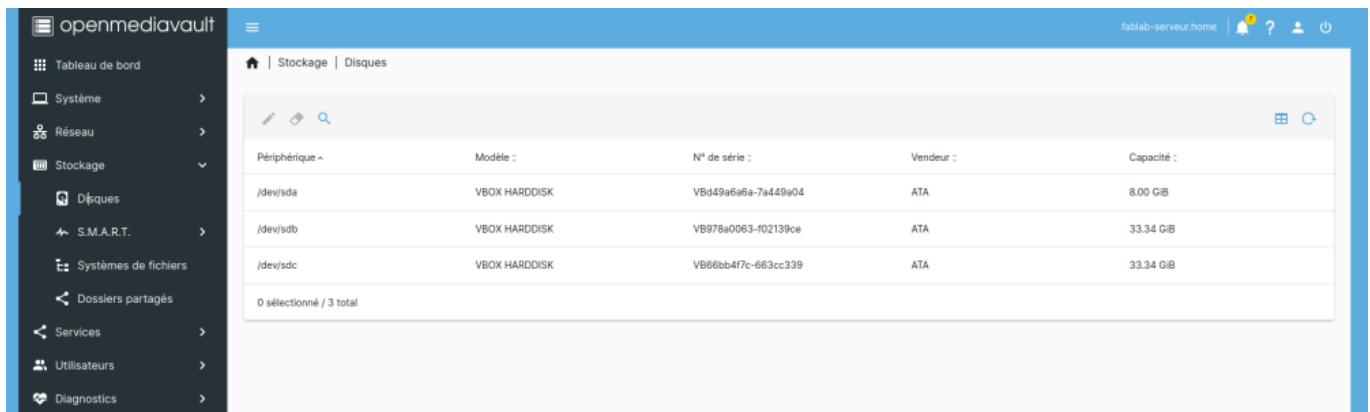 openmediavault
fablab-serveur.home
Tableau de bord
Stockage | Disques
Système
Réseau
Stockage
Disques
S.M.A.R.T.
Systèmes de fichiers
Dossiers partagés
Services
Utilisateurs
Diagnostics
Périphérique Modèle N° de série Vendeur Capacité
/dev/sda VBOX HARDDISK VBd49a6a6a-7a449a04 ATA 8.00 GiB
/dev/sdb VBOX HARDDISK VB978a0063-f02139ce ATA 33.34 GiB
/dev/sdc VBOX HARDDISK VB66bb4f7c-663cc339 ATA 33.34 GiB
0 sélectionné / 3 total